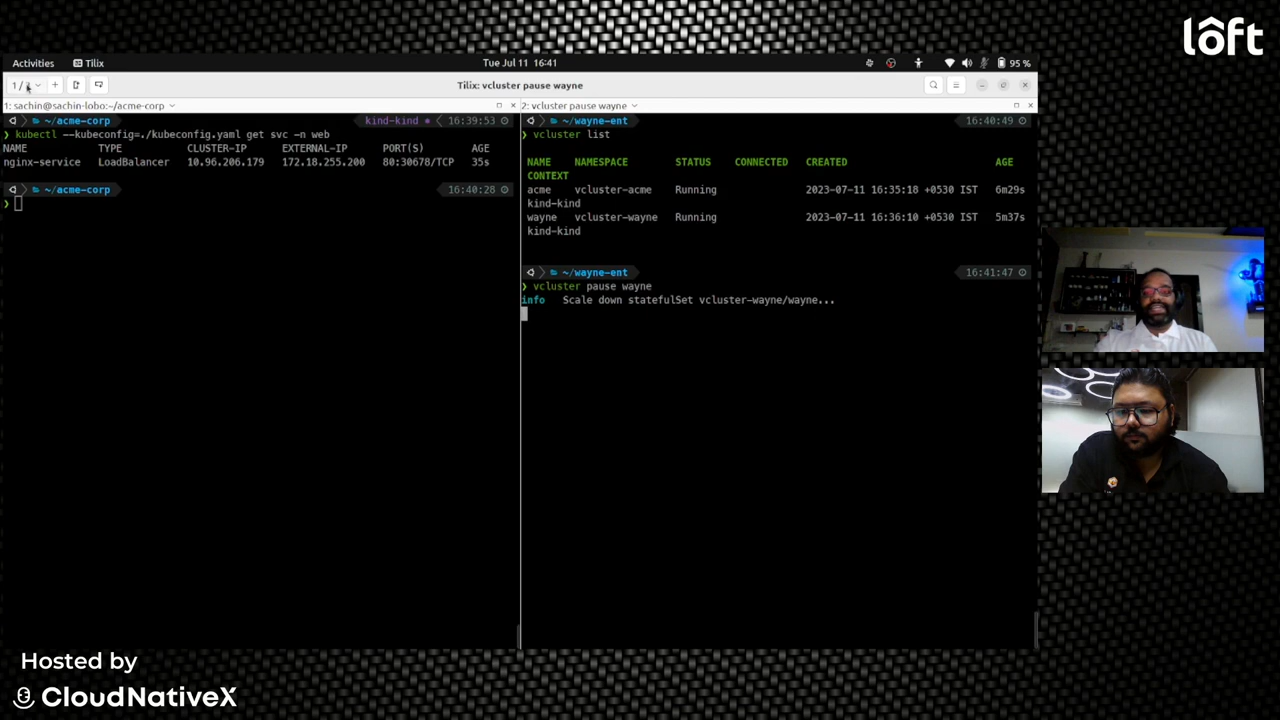 lôft
Activities
Tilix
Tue Jul 11 16:41
95 %
1 /
Tilix: vcluster pause wayne
1: sachin@sachin-lobo:~/acme-corp
~/acme-corp
kind-kind
16:39:53
❯ kubectl --kubeconfig=./kubeconfig.yaml get svc -n web
NAME TYPE CLUSTER-IP EXTERNAL-IP PORT(S) AGE
nginx-service LoadBalancer 10.96.206.179 172.18.255.200 80:30678/TCP 35s
~/acme-corp
16:40:28
❯
2: vcluster pause wayne
~/wayne-ent
16:40:49
❯ vcluster list
NAME NAMESPACE STATUS CONNECTED CREATED AGE
CONTEXT
acme vcluster-acme Running 2023-07-11 16:35:18 +0530 IST 6m29s
kind-kind
wayne vcluster-wayne Running 2023-07-11 16:36:10 +0530 IST 5m37s
kind-kind
~/wayne-ent
16:41:47
❯ vcluster pause wayne
info Scale down statefulSet vcluster-wayne/wayne...
Hosted by
CloudNativeX